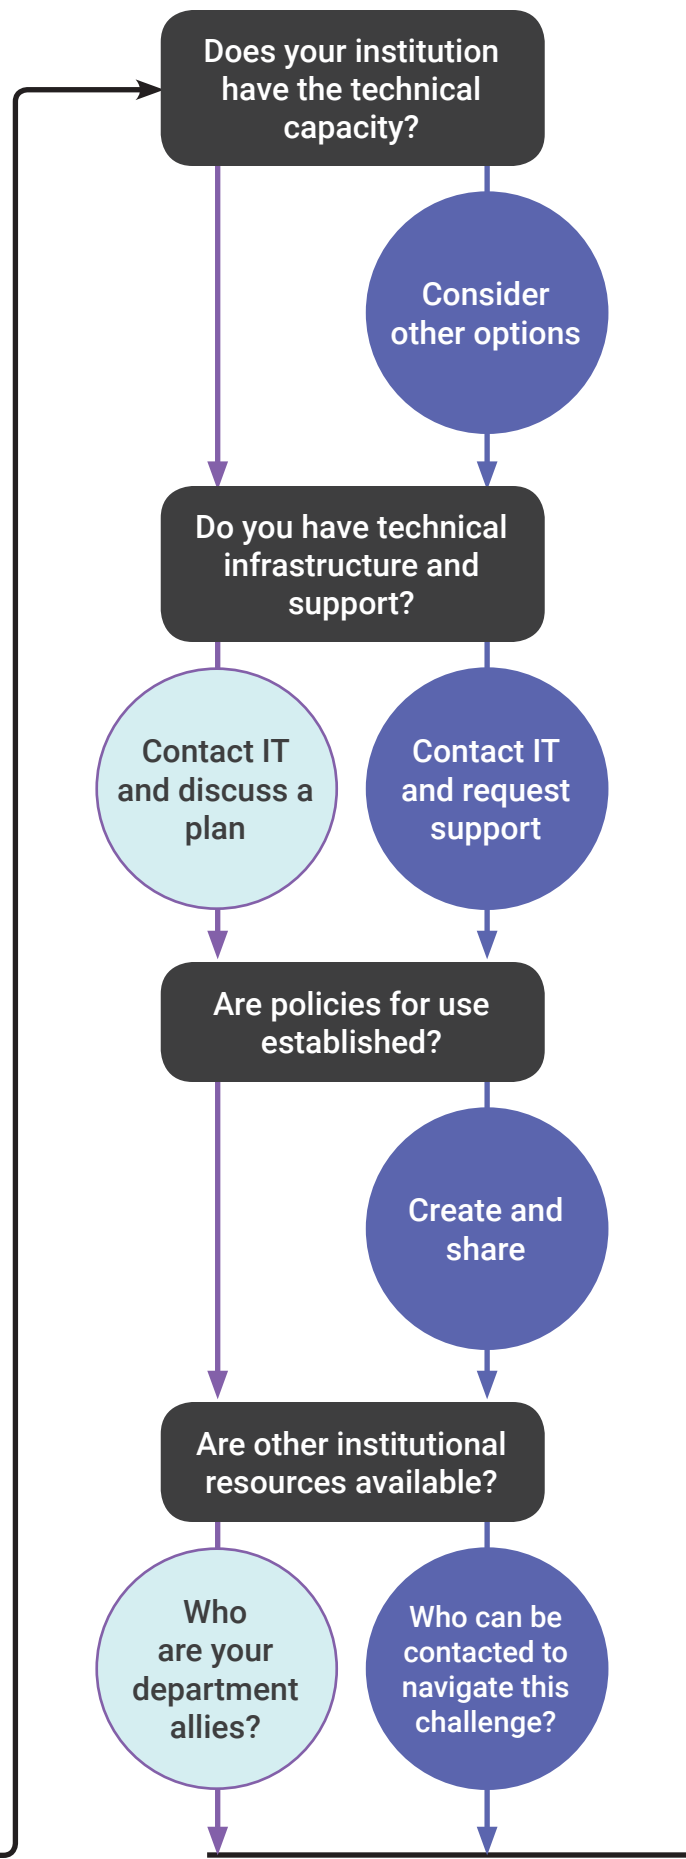 Does your institution
have the technical
capacity?
Consider
other options
Do you have technical
infrastructure and
support?
Contact IT
and discuss a
plan
Contact IT
and request
support
Are policies for use
established?
Create and
share
Are other institutional
resources available?
Who
are your
department
allies?
Who can be
contacted to
navigate this
challenge?